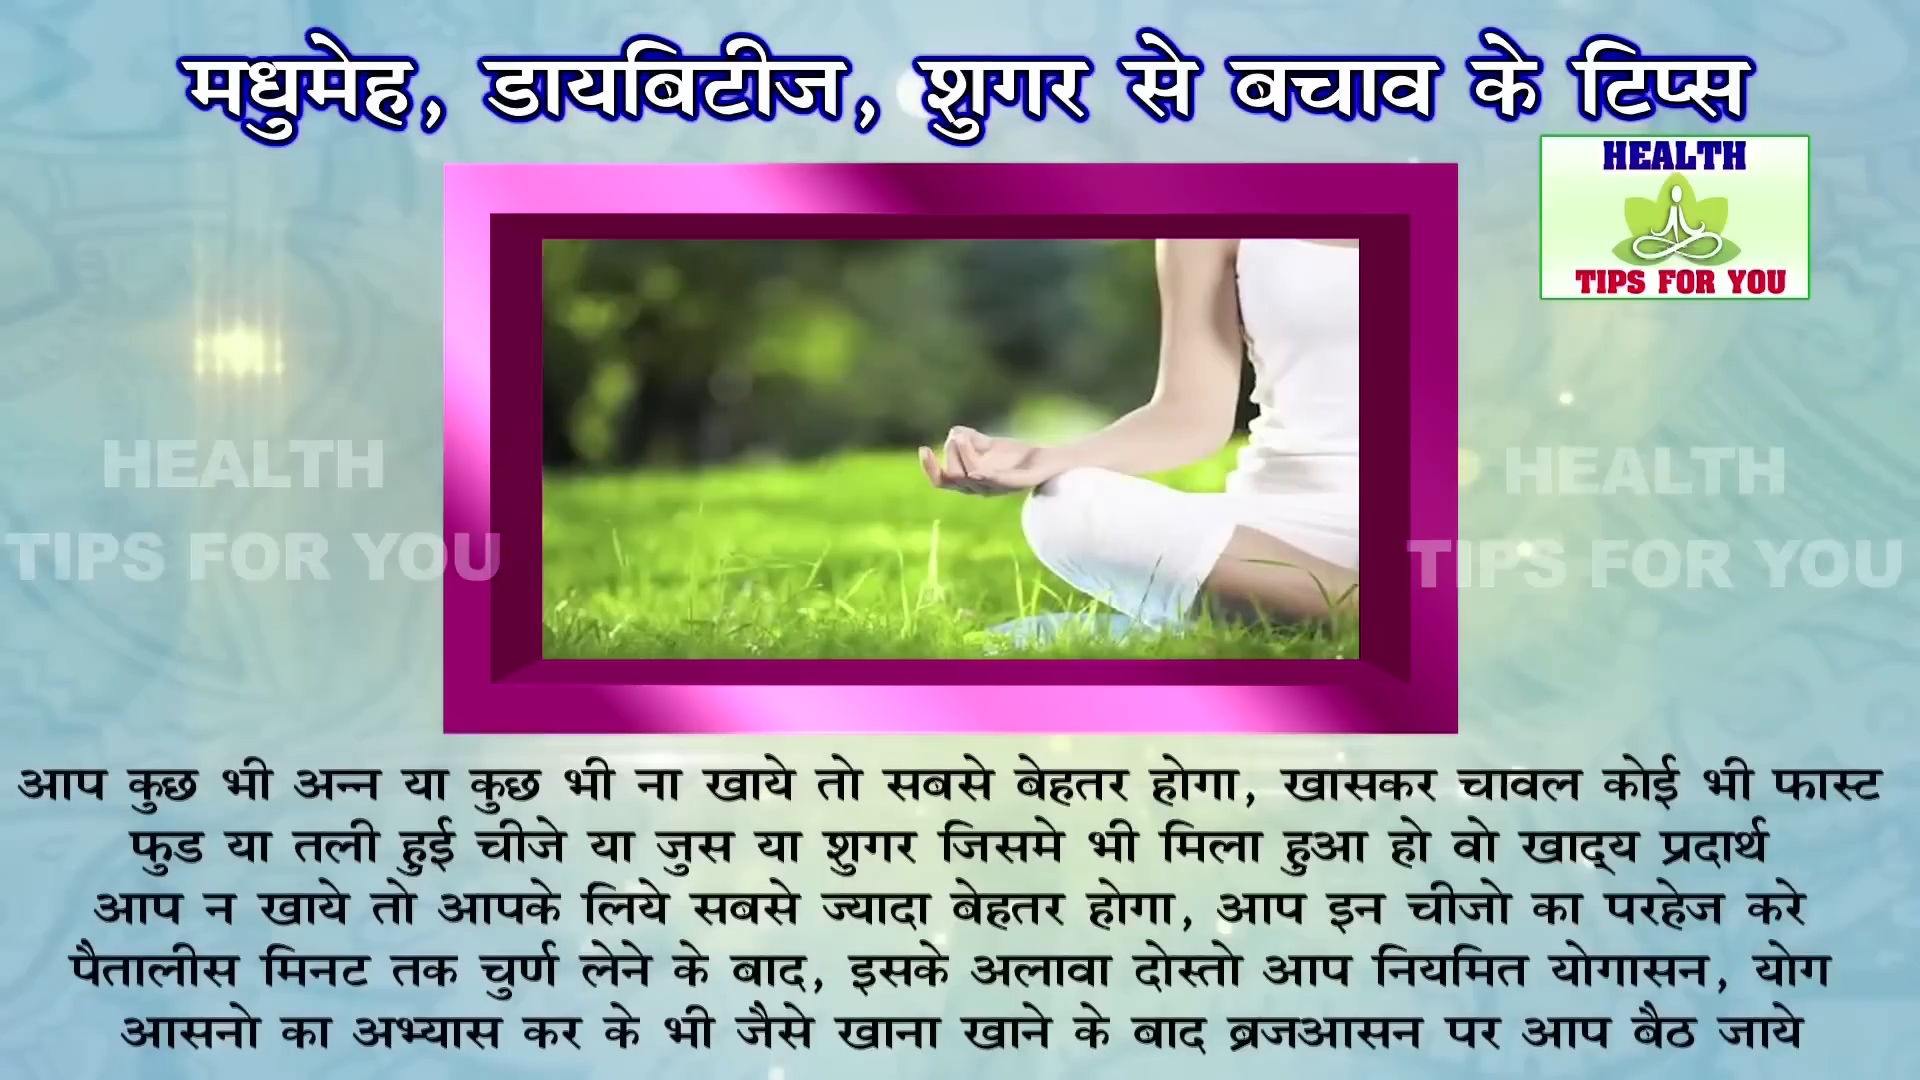 मधुमेह, डायबिटीज, शुगर से बचाव के टिप्स
HEALTH
TIPS FOR YOU
HEALTH
TIPS FOR YOU
HEALTH
TIPS FOR YOU
आप कुछ भी अन्न या कुछ भी ना खाये तो सबसे बेहतर होगा, खासकर चावल कोई भी फास्ट
फुड या तली हुई चीजे या जुस या शुगर जिसमे भी मिला हुआ हो वो खाद्य प्रदार्थ
आप न खाये तो आपके लिये सबसे ज्यादा बेहतर होगा, आप इन चीजो का परहेज करे
पैतालीस मिनट तक चुर्ण लेने के बाद, इसके अलावा दोस्तो आप नियमित योगासन, योग
आसनो का अभ्यास कर के भी जैसे खाना खाने के बाद ब्रजआसन पर आप बैठ जाये